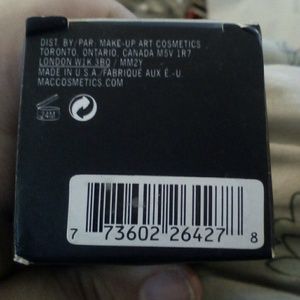 DIST. BY/PAR: MAKE-UP ART COSMETICS
TORONTO, ONTARIO, CANADA M5V 1R7
LONDON W1K 3BQ / MM2Y
MADE IN U.S.A./FABRIQUÉ AUX É.-U.
MACCOSMETICS.COM
24M
7 73602 26427 8